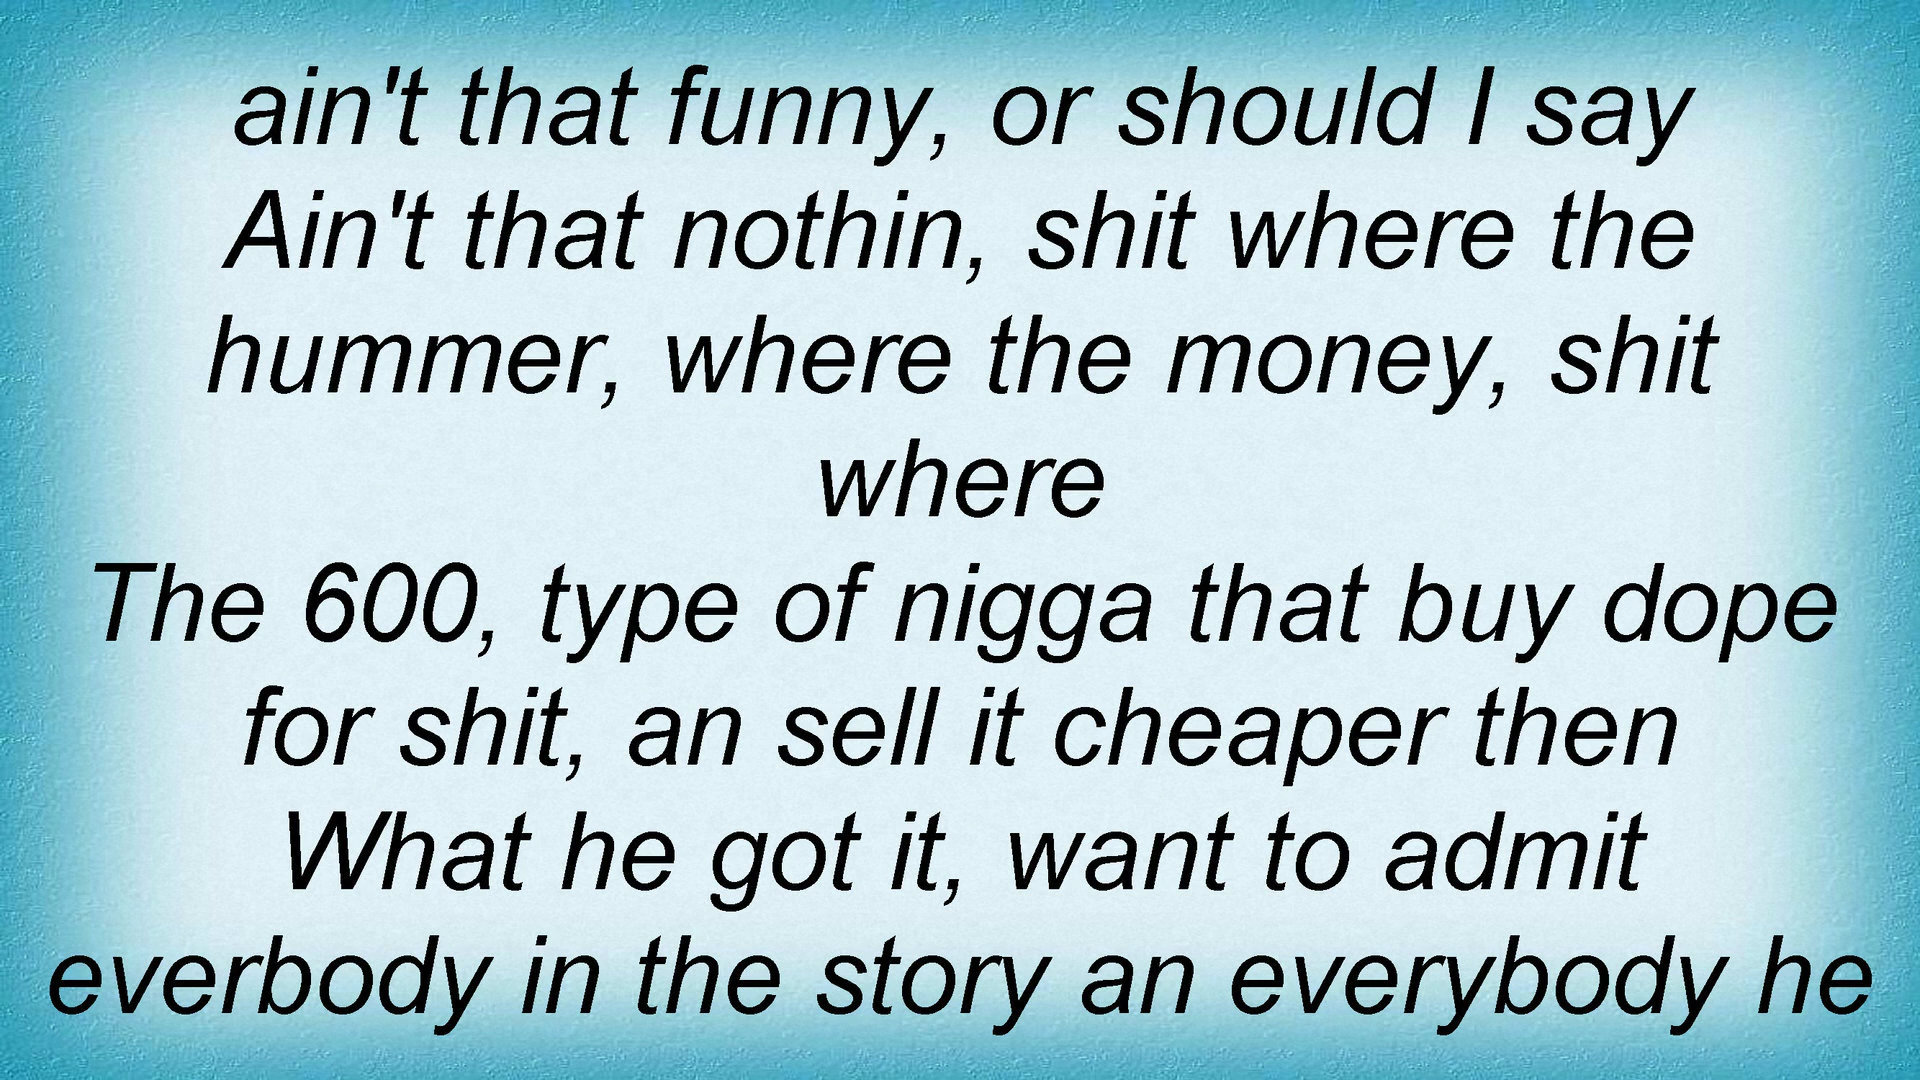 ain't that funny, or should I say
Ain't that nothin, shit where the
hummer, where the money, shit
where
The 600, type of nigga that buy dope
for shit, an sell it cheaper then
What he got it, want to admit
everbody in the story an everybody he